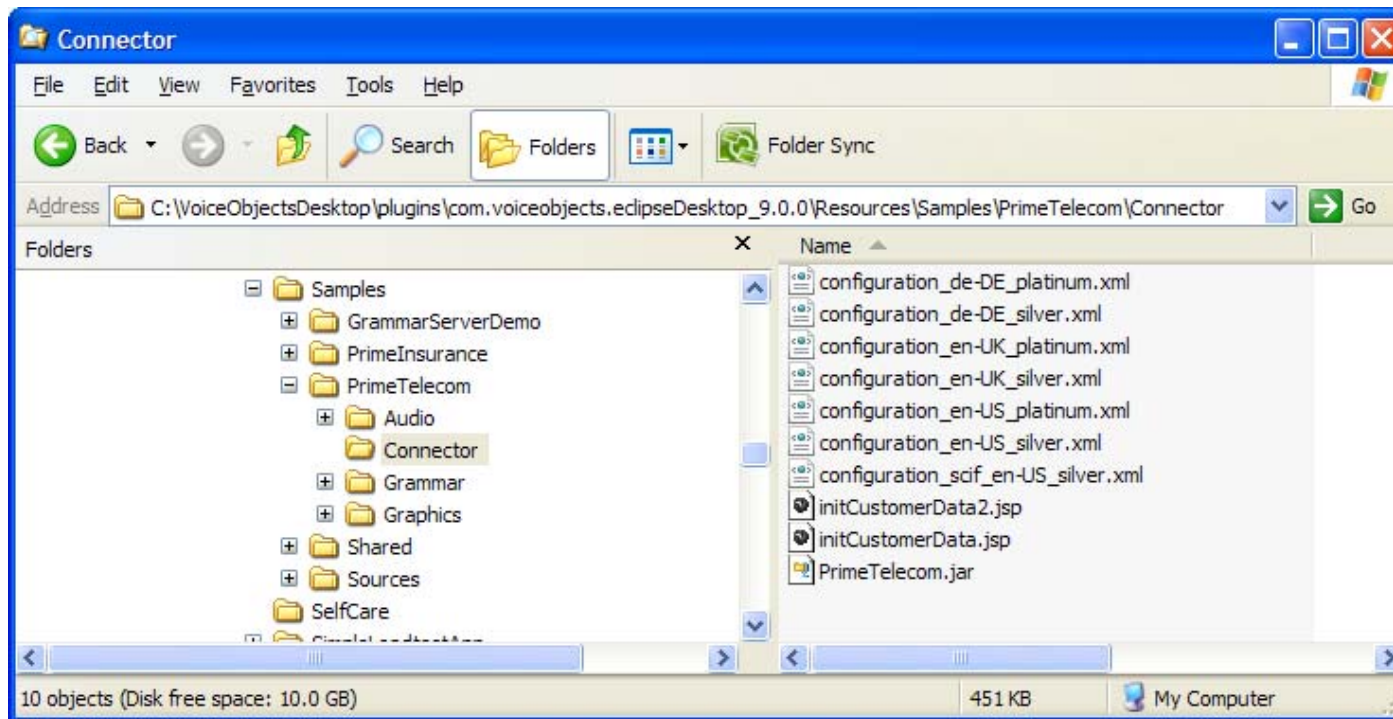 Connector
File Edit View Favorites Tools Help
Back Search Folders Folder Sync
Address C:\VoiceObjectsDesktop\plugins\com.voiceobjects.eclipseDesktop_9.0.0\Resources\Samples\PrimeTelecom\Connector Go
Folders
Samples
GrammarServerDemo
PrimeInsurance
PrimeTelecom
Audio
Connector
Grammar
Graphics
Shared
Sources
SelfCare
Name
configuration_de-DE_platinum.xml
configuration_de-DE_silver.xml
configuration_en-UK_platinum.xml
configuration_en-UK_silver.xml
configuration_en-US_platinum.xml
configuration_en-US_silver.xml
configuration_scif_en-US_silver.xml
initCustomerData2.jsp
initCustomerData.jsp
PrimeTelecom.jar
10 objects (Disk free space: 10.0 GB) 451 KB My Computer